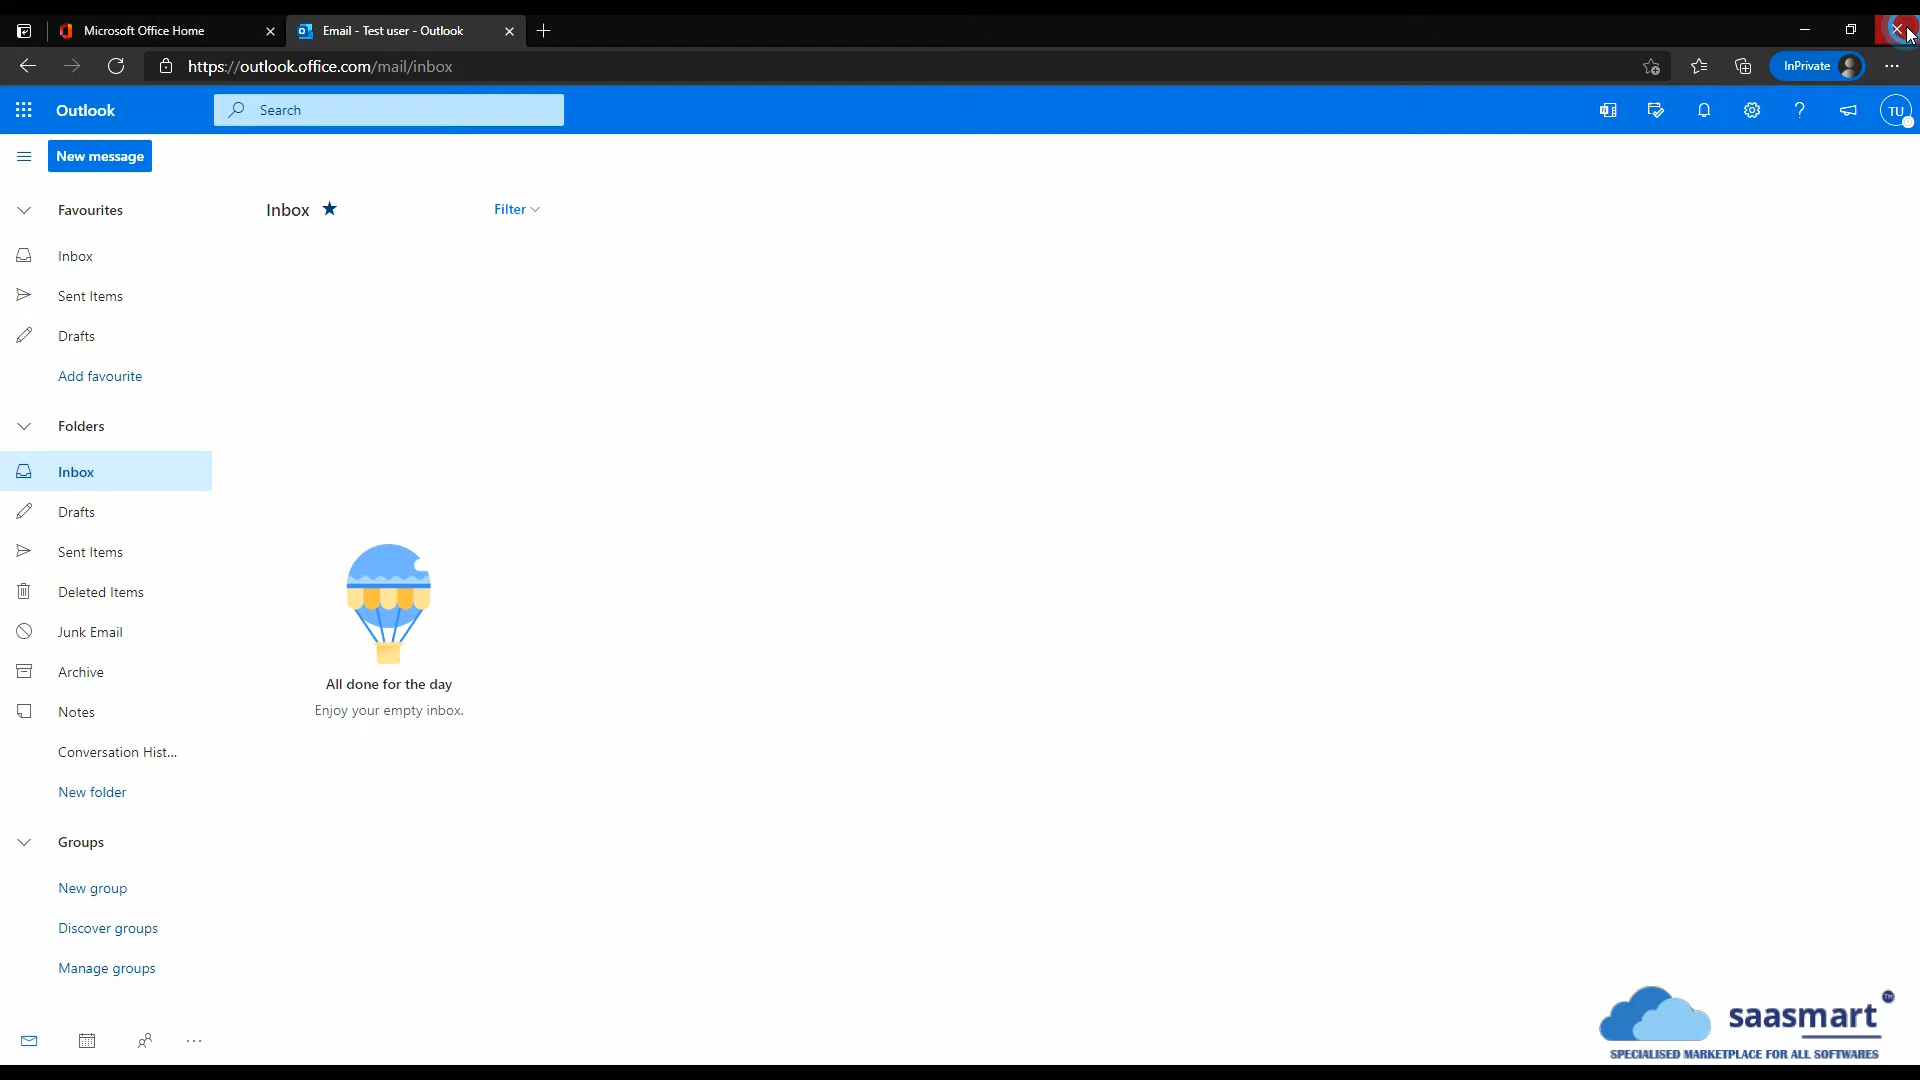 Microsoft Office Home
Email - Test user - Outlook
https://outlook.office.com/mail/inbox
InPrivate
Outlook
Search
TU
New message
Favourites
Inbox
Filter
Inbox
Sent Items
Drafts
Add favourite
Folders
Inbox
Drafts
Sent Items
Deleted Items
Junk Email
Archive
Notes
Conversation Hist...
New folder
All done for the day
Enjoy your empty inbox.
Groups
New group
Discover groups
Manage groups
saasmart TM
SPECIALISED MARKETPLACE FOR ALL SOFTWARES